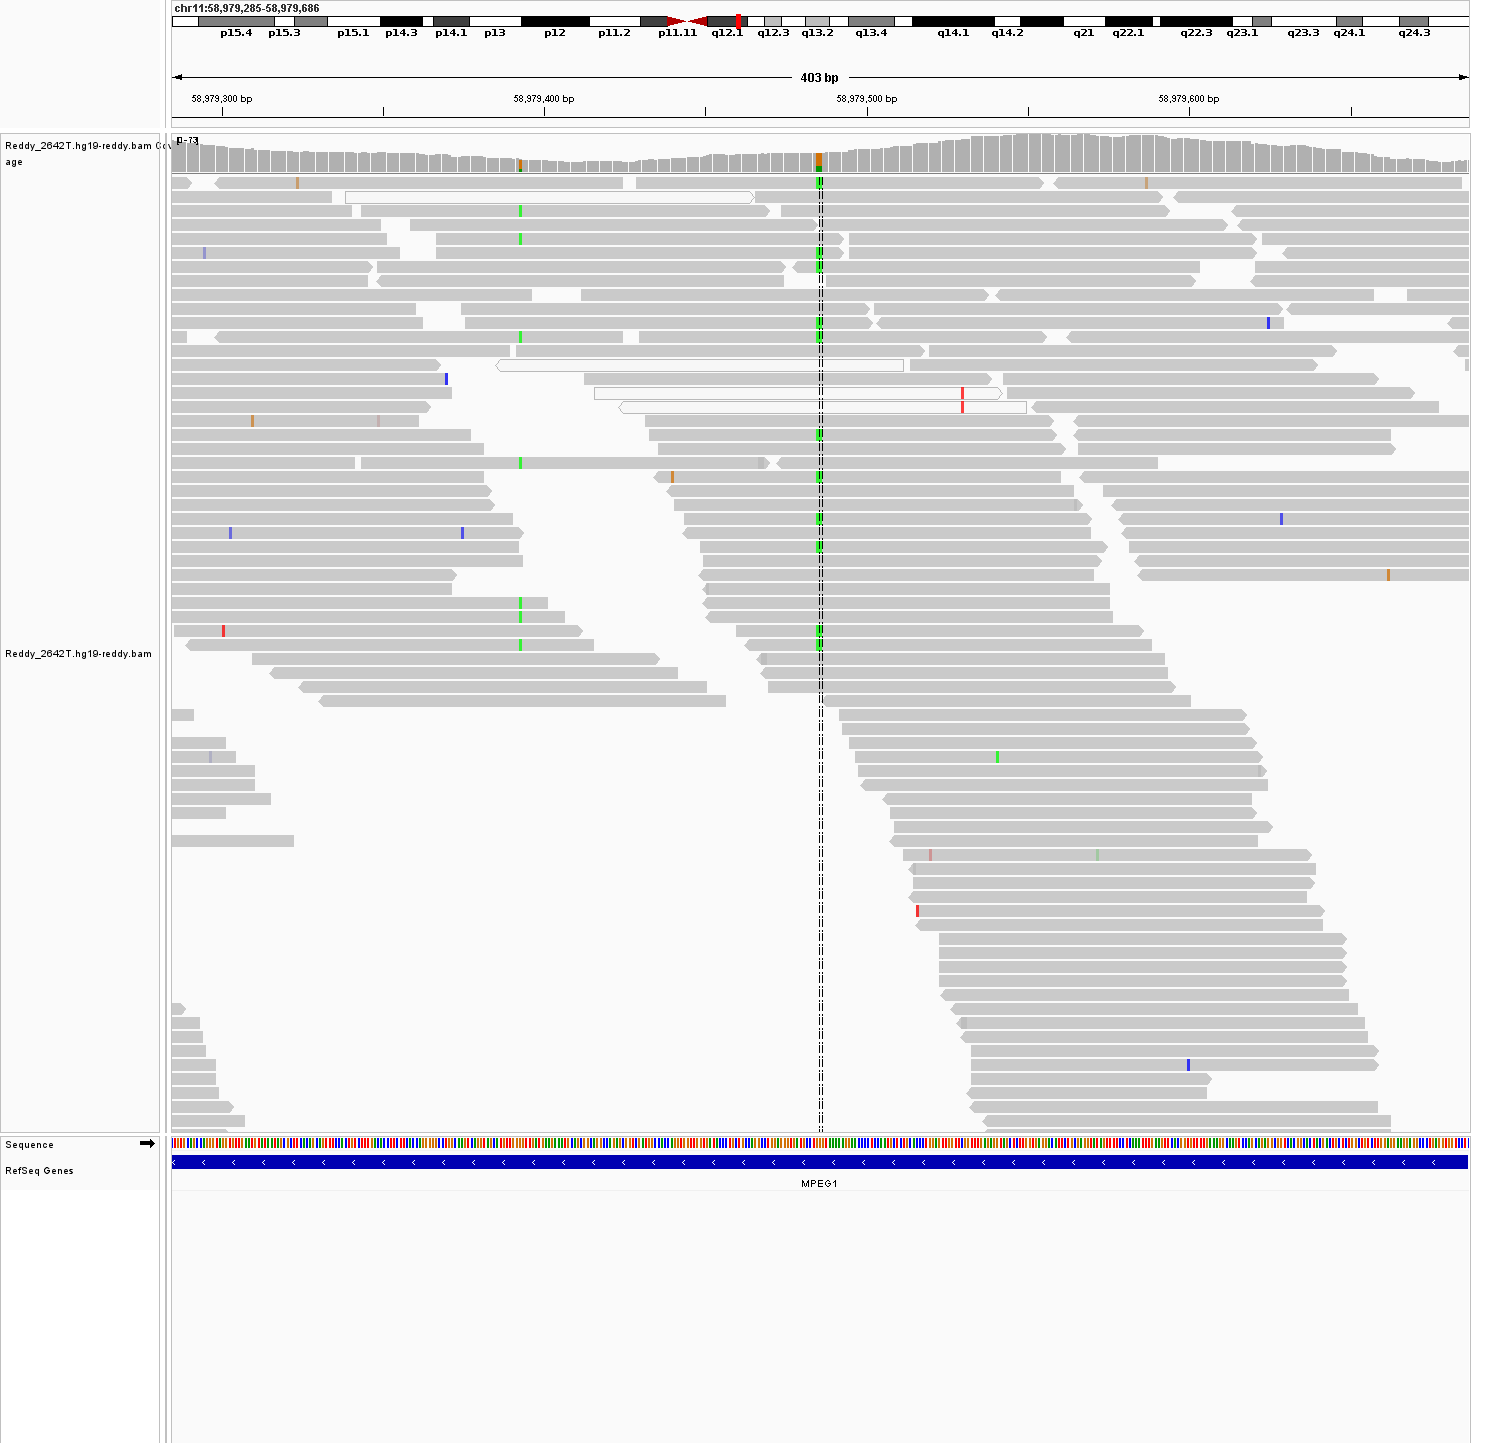 chr11:58,979,285-58,979,686
p15.4 p15.3 p15.1 p14.3 p14.1 p13 p12 p11.2 p11.11 q12.1 q12.3 q13.2 q13.4 q14.1 q14.2 q21 q22.1 q22.3 q23.1 q23.3 q24.1 q24.3
403 bp
58,979,300 bp 58,979,400 bp 58,979,500 bp 58,979,600 bp
Reddy_2642T.hg19-reddy.bam
age
Reddy_2642T.hg19-reddy.bam
Sequence
RefSeq Genes
MPEG1